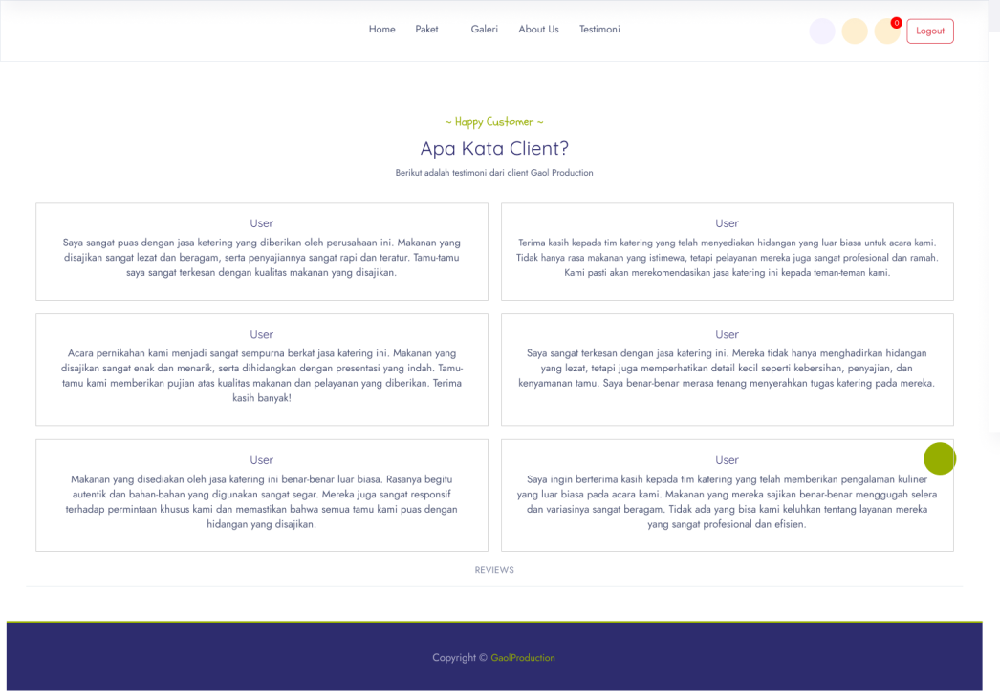 Home Paket Galeri About Us Testimoni 0 Logout
~ Happy Customer ~
Apa Kata Client?
Berikut adalah testimoni dari client Gaol Production
User
Saya sangat puas dengan jasa ketering yang diberikan oleh perusahaan ini. Makanan yang
disajikan sangat lezat dan beragam, serta penyajiannya sangat rapi dan teratur. Tamu-tamu
saya sangat terkesan dengan kualitas makanan yang disajikan.
User
Terima kasih kepada tim katering yang telah menyediakan hidangan yang luar biasa untuk acara kami.
Tidak hanya rasa makanan yang istimewa, tetapi pelayanan mereka juga sangat profesional dan ramah.
Kami pasti akan merekomendasikan jasa katering ini kepada teman-teman kami.
User
Acara pernikahan kami menjadi sangat sempurna berkat jasa katering ini. Makanan yang
disajikan sangat enak dan menarik, serta dihidangkan dengan presentasi yang indah. Tamu-
tamu kami memberikan pujian atas kualitas makanan dan pelayanan yang diberikan. Terima
kasih banyak!
User
Saya sangat terkesan dengan jasa katering ini. Mereka tidak hanya menghadirkan hidangan
yang lezat, tetapi juga memperhatikan detail kecil seperti kebersihan, penyajian, dan
kenyamanan tamu. Saya benar-benar merasa tenang menyerahkan tugas katering pada mereka.
User
Makanan yang disediakan oleh jasa katering ini benar-benar luar biasa. Rasanya begitu
autentik dan bahan-bahan yang digunakan sangat segar. Mereka juga sangat responsif
terhadap permintaan khusus kami dan memastikan bahwa semua tamu kami puas dengan
hidangan yang disajikan.
User
Saya ingin berterima kasih kepada tim katering yang telah memberikan pengalaman kuliner
yang luar biasa pada acara kami. Makanan yang mereka sajikan benar-benar menggugah selera
dan variasinya sangat beragam. Tidak ada yang bisa kami keluhkan tentang layanan mereka
yang sangat profesional dan efisien.
REVIEWS
Copyright © GaolProduction